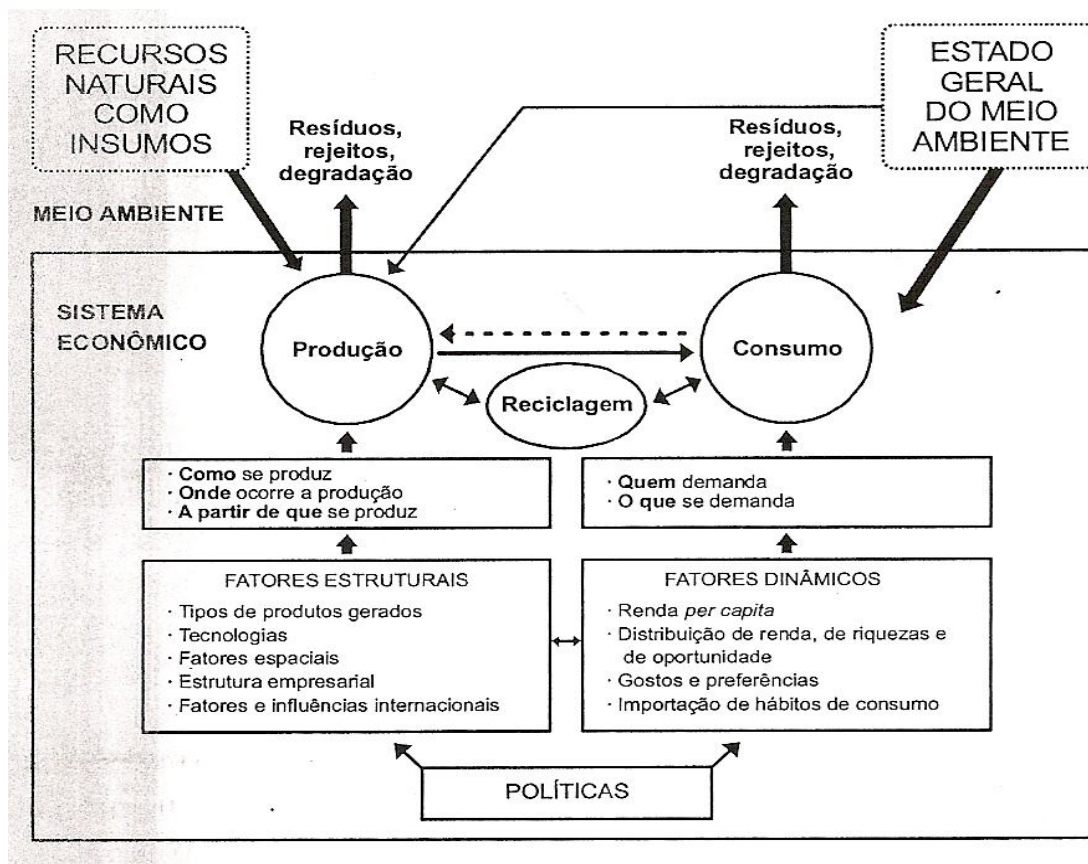 RECURSOS
NATURAIS
COMO
INSUMOS
ESTADO
GERAL
DO MEIO
AMBIENTE
Resíduos,
rejeitos,
degradação
Resíduos,
rejeitos,
degradação
MEIO AMBIENTE
SISTEMA
ECONÔMICO
Produção
Consumo
Reciclagem
· Como se produz
· Onde ocorre a produção
· A partir de que se produz
· Quem demanda
· O que se demanda
FATORES ESTRUTURAIS
· Tipos de produtos gerados
· Tecnologias
· Fatores espaciais
· Estrutura empresarial
· Fatores e influências internacionais
FATORES DINÂMICOS
· Renda per capita
· Distribuição de renda, de riquezas e
de oportunidade
· Gostos e preferências
· Importação de hábitos de consumo
POLÍTICAS